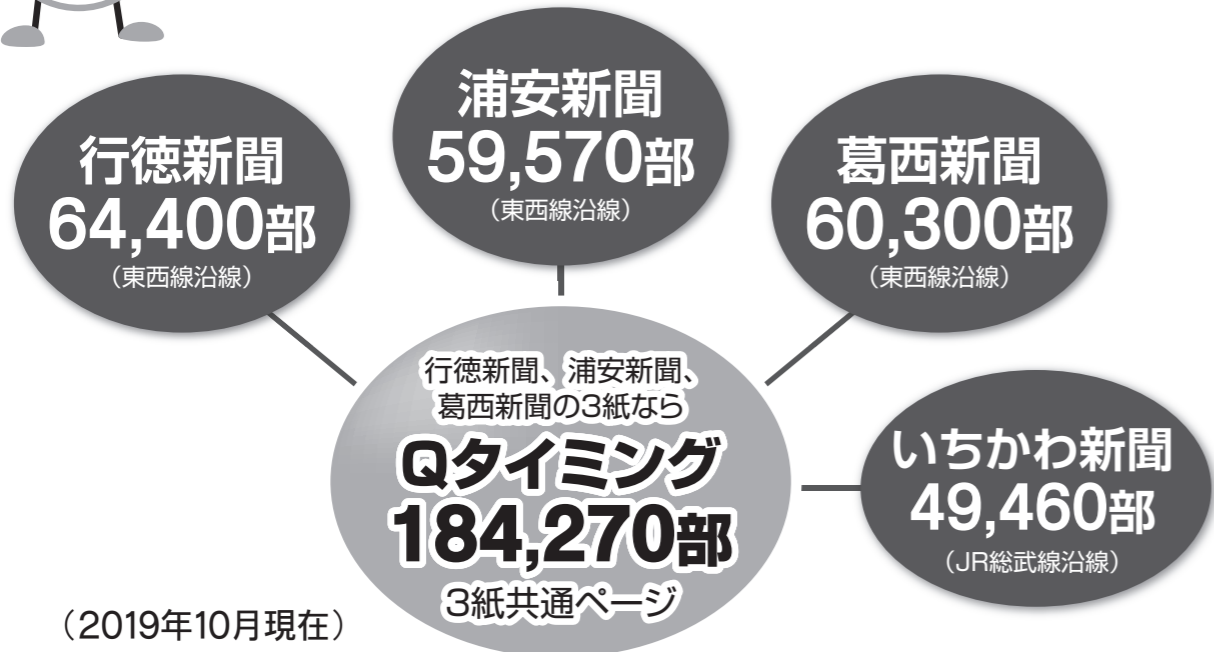 浦安新聞
59,570部
（東西線沿線）
行徳新聞
64,400部
（東西線沿線）
葛西新聞
60,300部
（東西線沿線）
行徳新聞、浦安新聞、
葛西新聞の3紙なら
Qタイミング
184,270部
3紙共通ページ
いちかわ新聞
49,460部
（JR総武線沿線）
（2019年10月現在）